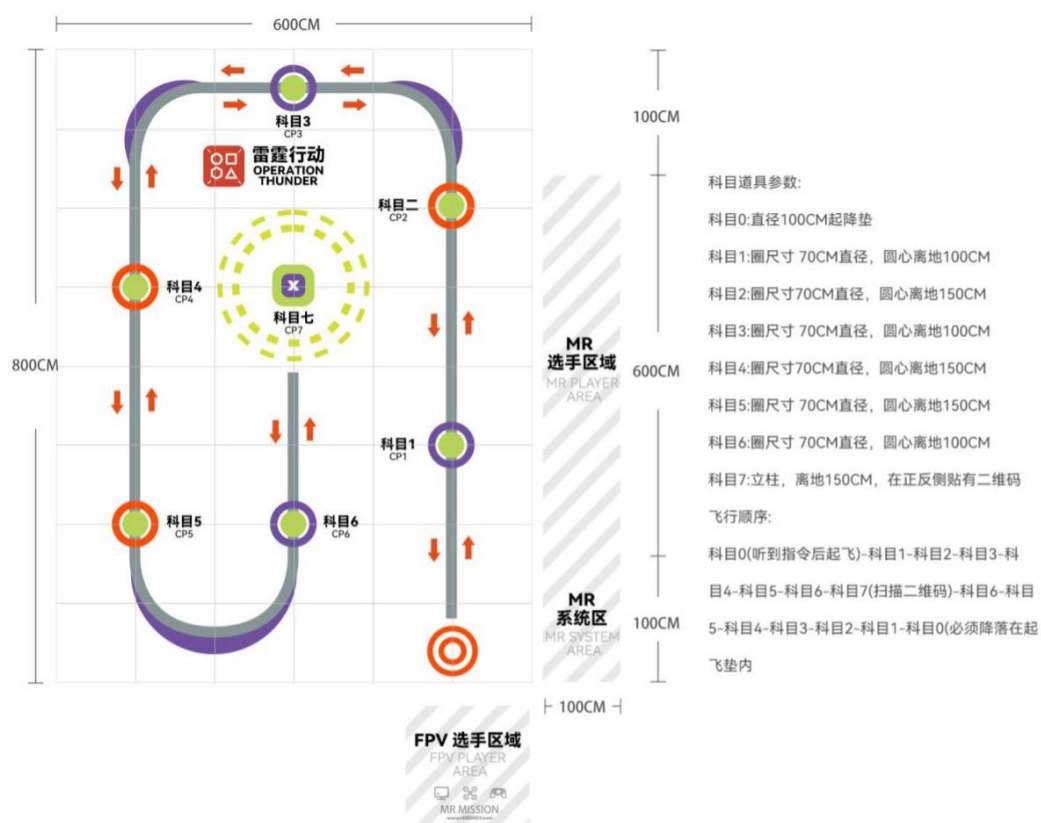 600CM
100CM
科目3
CP3
雷霆行动
OPERATION
THUNDER
科目道具参数:
科目二
CP2
科目0:直径100CM起降垫
科目1:圈尺寸 70CM直径，圆心离地100CM
科目4
CP4
X
科目2:圈尺寸70CM直径，圆心离地150CM
科目七
CP7
科目3:圈尺寸 70CM直径，圆心离地100CM
MR
选手区域
MR PLAYER
AREA
800CM
600CM
科目4:圈尺寸70CM直径，圆心离地150CM
科目5:圈尺寸 70CM直径，圆心离地150CM
科目1
CP1
科目6:圈尺寸 70CM直径，圆心离地100CM
科目7:立柱，离地150CM，在正反侧贴有二维码
科目5
CP5
科目6
CP6
飞行顺序:
科目0(听到指令后起飞)-科目1-科目2-科目3-科
目4-科目5-科目6-科目7(扫描二维码)-科目6-科目
5-科目4-科目3-科目2-科目1-科目0(必须降落在起
飞垫内
MR
系统区
MR SYSTEM
AREA
100CM
100CM
FPV 选手区域
FPV PLAYER
AREA
MR MISSION